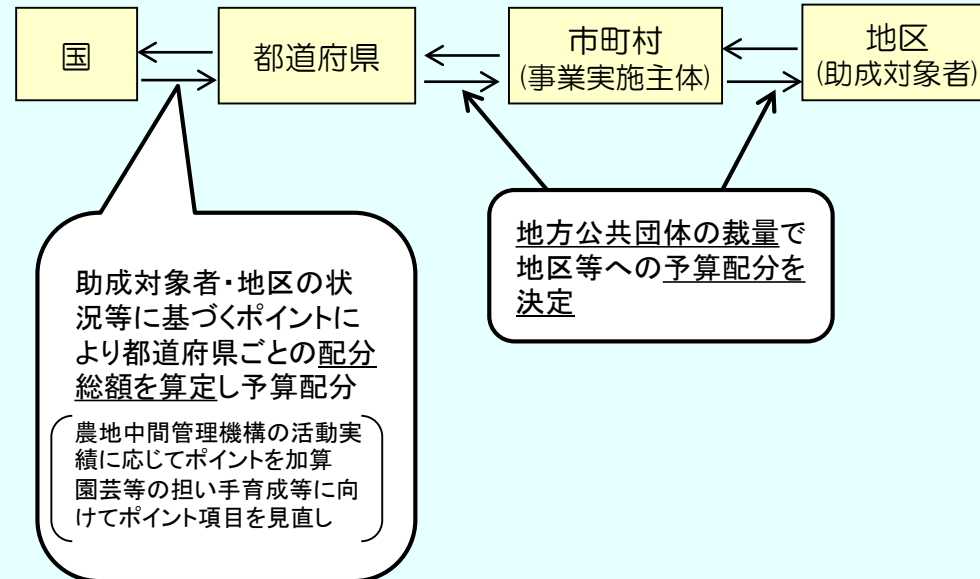 国
都道府県
市町村
(事業実施主体)
地区
(助成対象者)
助成対象者・地区の状
況等に基づくポイントに
より都道府県ごとの配分
総額を算定し予算配分
農地中間管理機構の活動実
績に応じてポイントを加算
園芸等の担い手育成等に向
けてポイント項目を見直し
地方公共団体の裁量で
地区等への予算配分を
決定